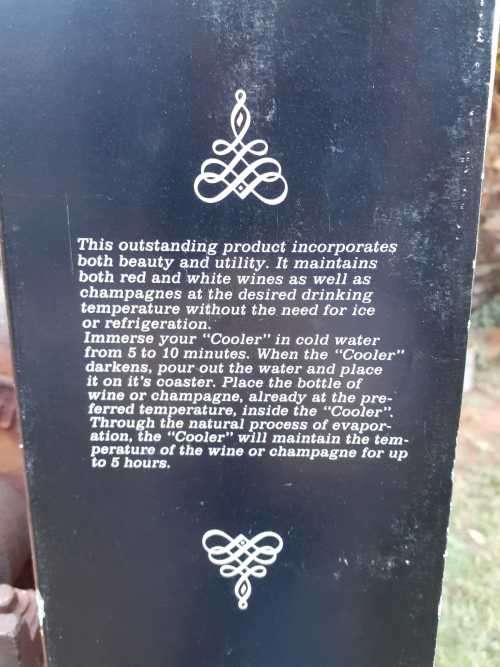 This outstanding product incorporates
both beauty and utility. It maintains
both red and white wines as well as
champagnes at the desired drinking
temperature without the need for ice
or refrigeration.
Immerse your "Cooler" in cold water
from 5 to 10 minutes. When the "Cooler"
darkens, pour out the water and place
it on it's coaster. Place the bottle of
wine or champagne, already at the pre-
ferred temperature, inside the "Cooler".
Through the natural process of evapor-
ation, the "Cooler" will maintain the tem-
perature of the wine or champagne for up
to 5 hours.